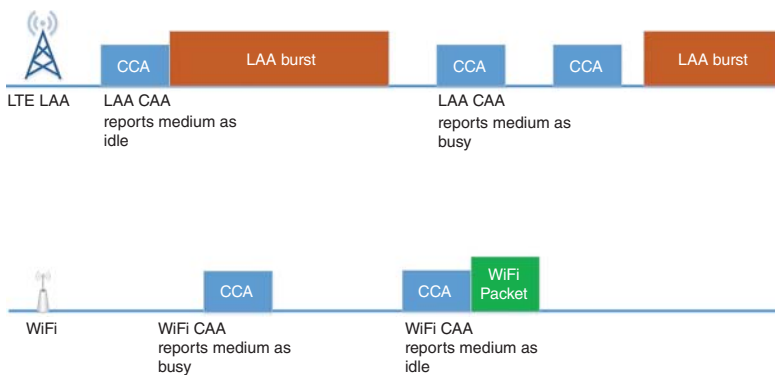 CCA
LAA burst
CCA
CCA
LAA burst
LTE LAA
LAA CAA
reports medium as
idle
LAA CAA
reports medium as
busy
CCA
CCA
WiFi
Packet
WiFi
WiFi CAA
reports medium as
busy
WiFi CAA
reports medium as
idle